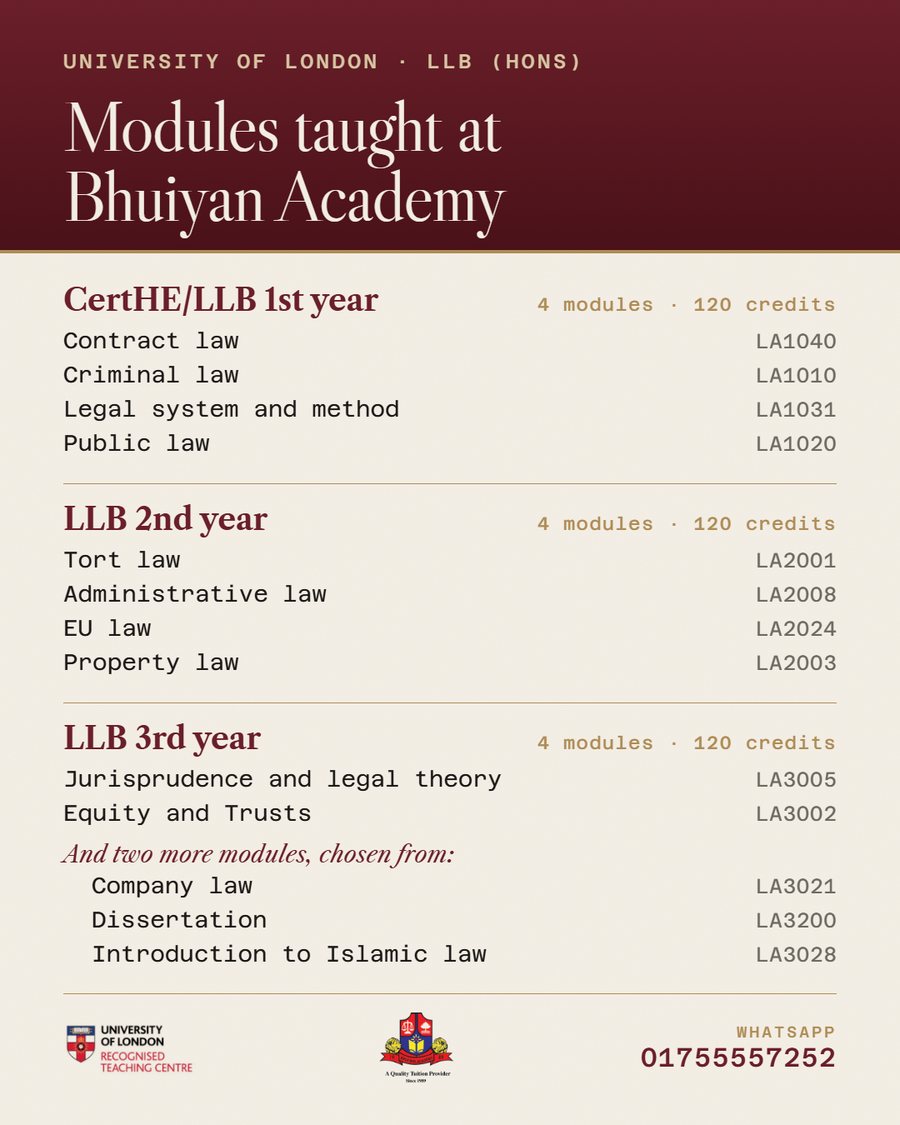 UNIVERSITY OF LONDON · LLB (HONS)
Modules taught at
Bhuiyan Academy
CertHE/LLB 1st year 4 modules · 120 credits
Contract law LA1040
Criminal law LA1010
Legal system and method LA1031
Public law LA1020
LLB 2nd year 4 modules · 120 credits
Tort law LA2001
Administrative law LA2008
EU law LA2024
Property law LA2003
LLB 3rd year 4 modules · 120 credits
Jurisprudence and legal theory LA3005
Equity and Trusts LA3002
And two more modules, chosen from:
Company law LA3021
Dissertation LA3200
Introduction to Islamic law LA3028
UNIVERSITY
OF LONDON
RECOGNISED
TEACHING CENTRE
A Quality Tuition Provider
Since 1989
WHATSAPP
01755557252